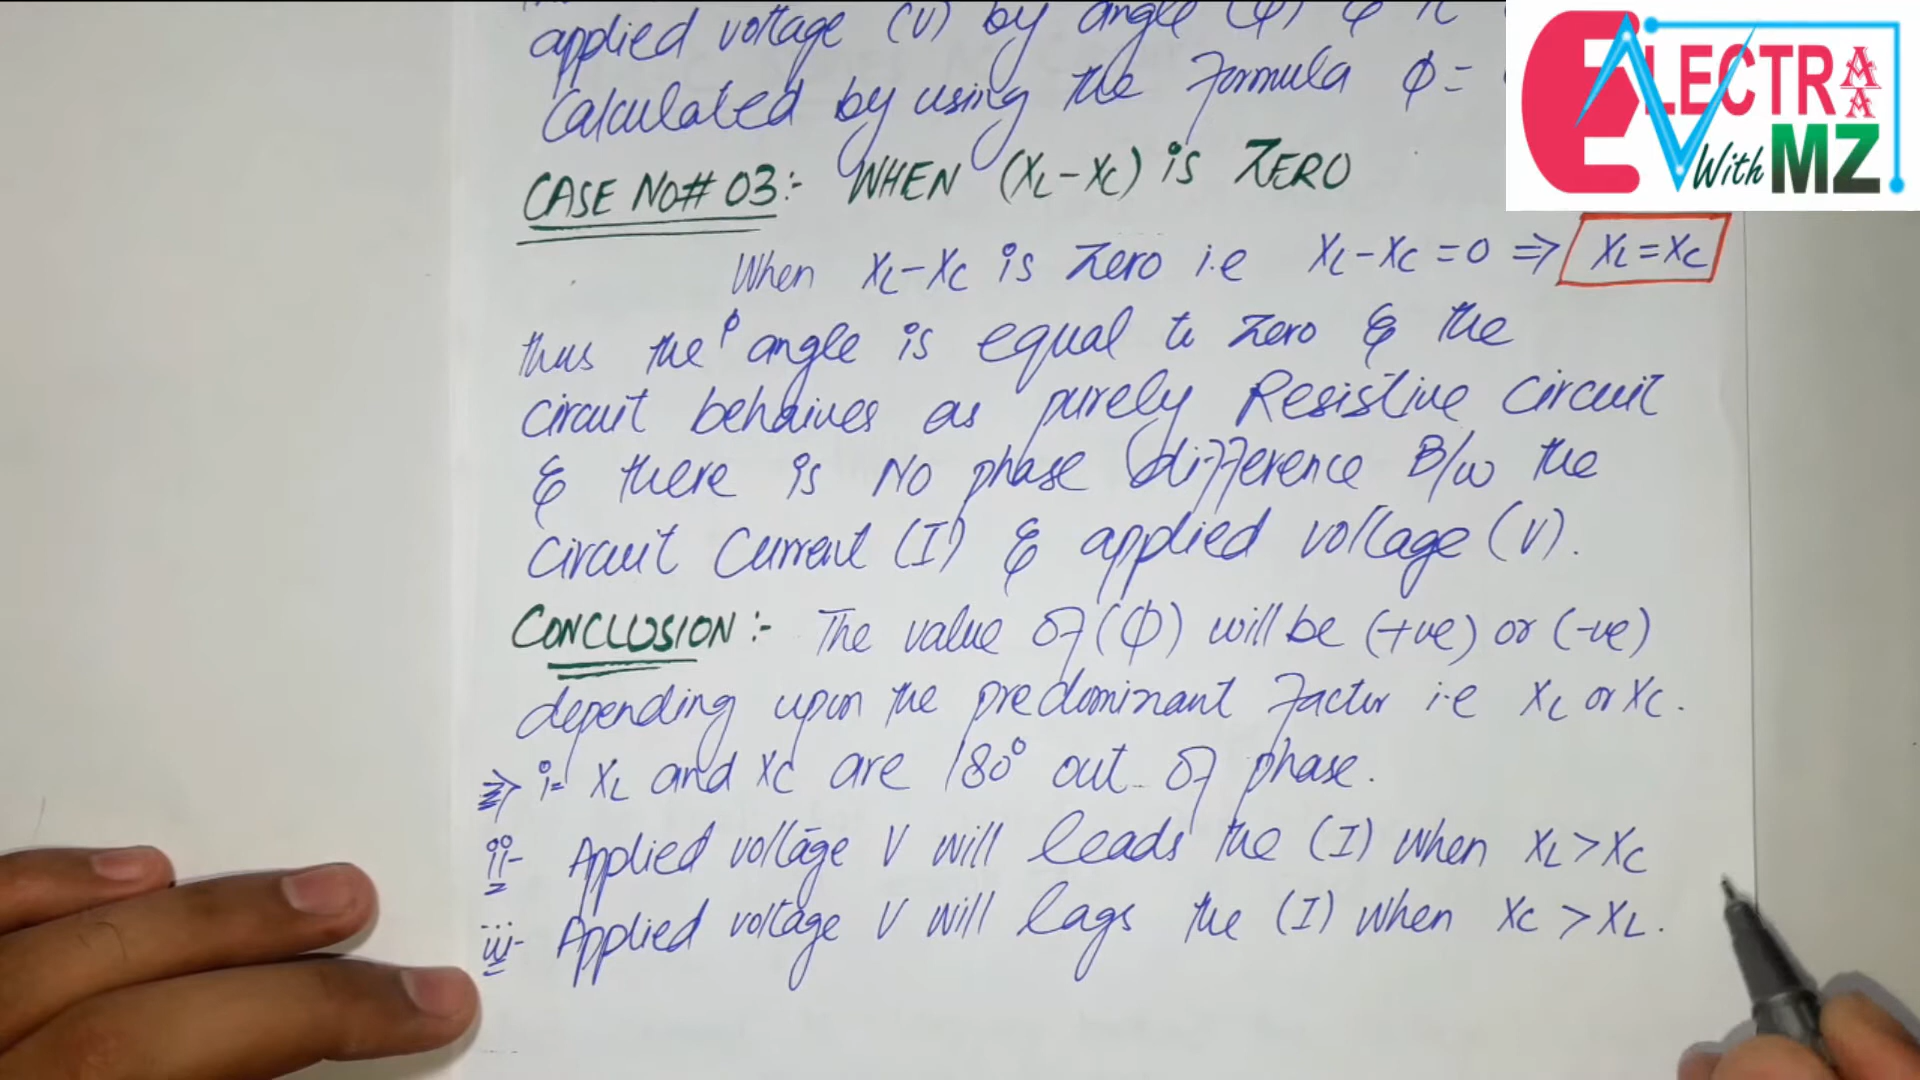 applied voltage (V) by angle (φ) & it
Calculated by using the Formula φ =
CASE NO# 03:- WHEN (XL-XC) is ZERO
When XL-XC is Zero i.e XL-XC = 0 => XL=XC
thus the φ angle is equal to zero & the
Circuit behaives as purely Resistive Circuit
& there is No phase difference B/w the
Circuit Current (I) & applied voltage (V).
CONCLUSION:- The value of (φ) will be (+ve) or (-ve)
depending upon the predominant Factor i.e XL or XC.
=> i- XL and XC are 180° out of phase.
ii- Applied voltage V will leads the (I) when XL > XC
iii- Applied voltage V will lags the (I) when XC > XL.
ELECTRA
With MZ